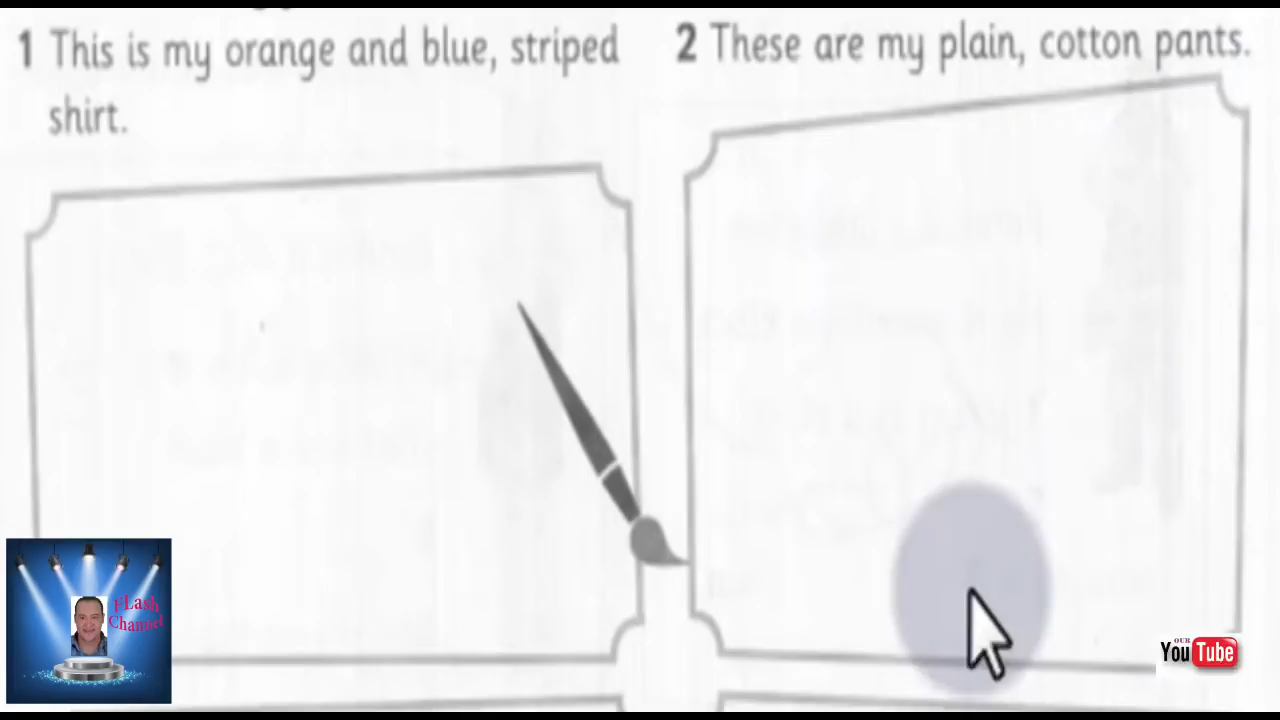 1 This is my orange and blue, striped
shirt.
2 These are my plain, cotton pants.
FLash
Channel
OUR
YouTube